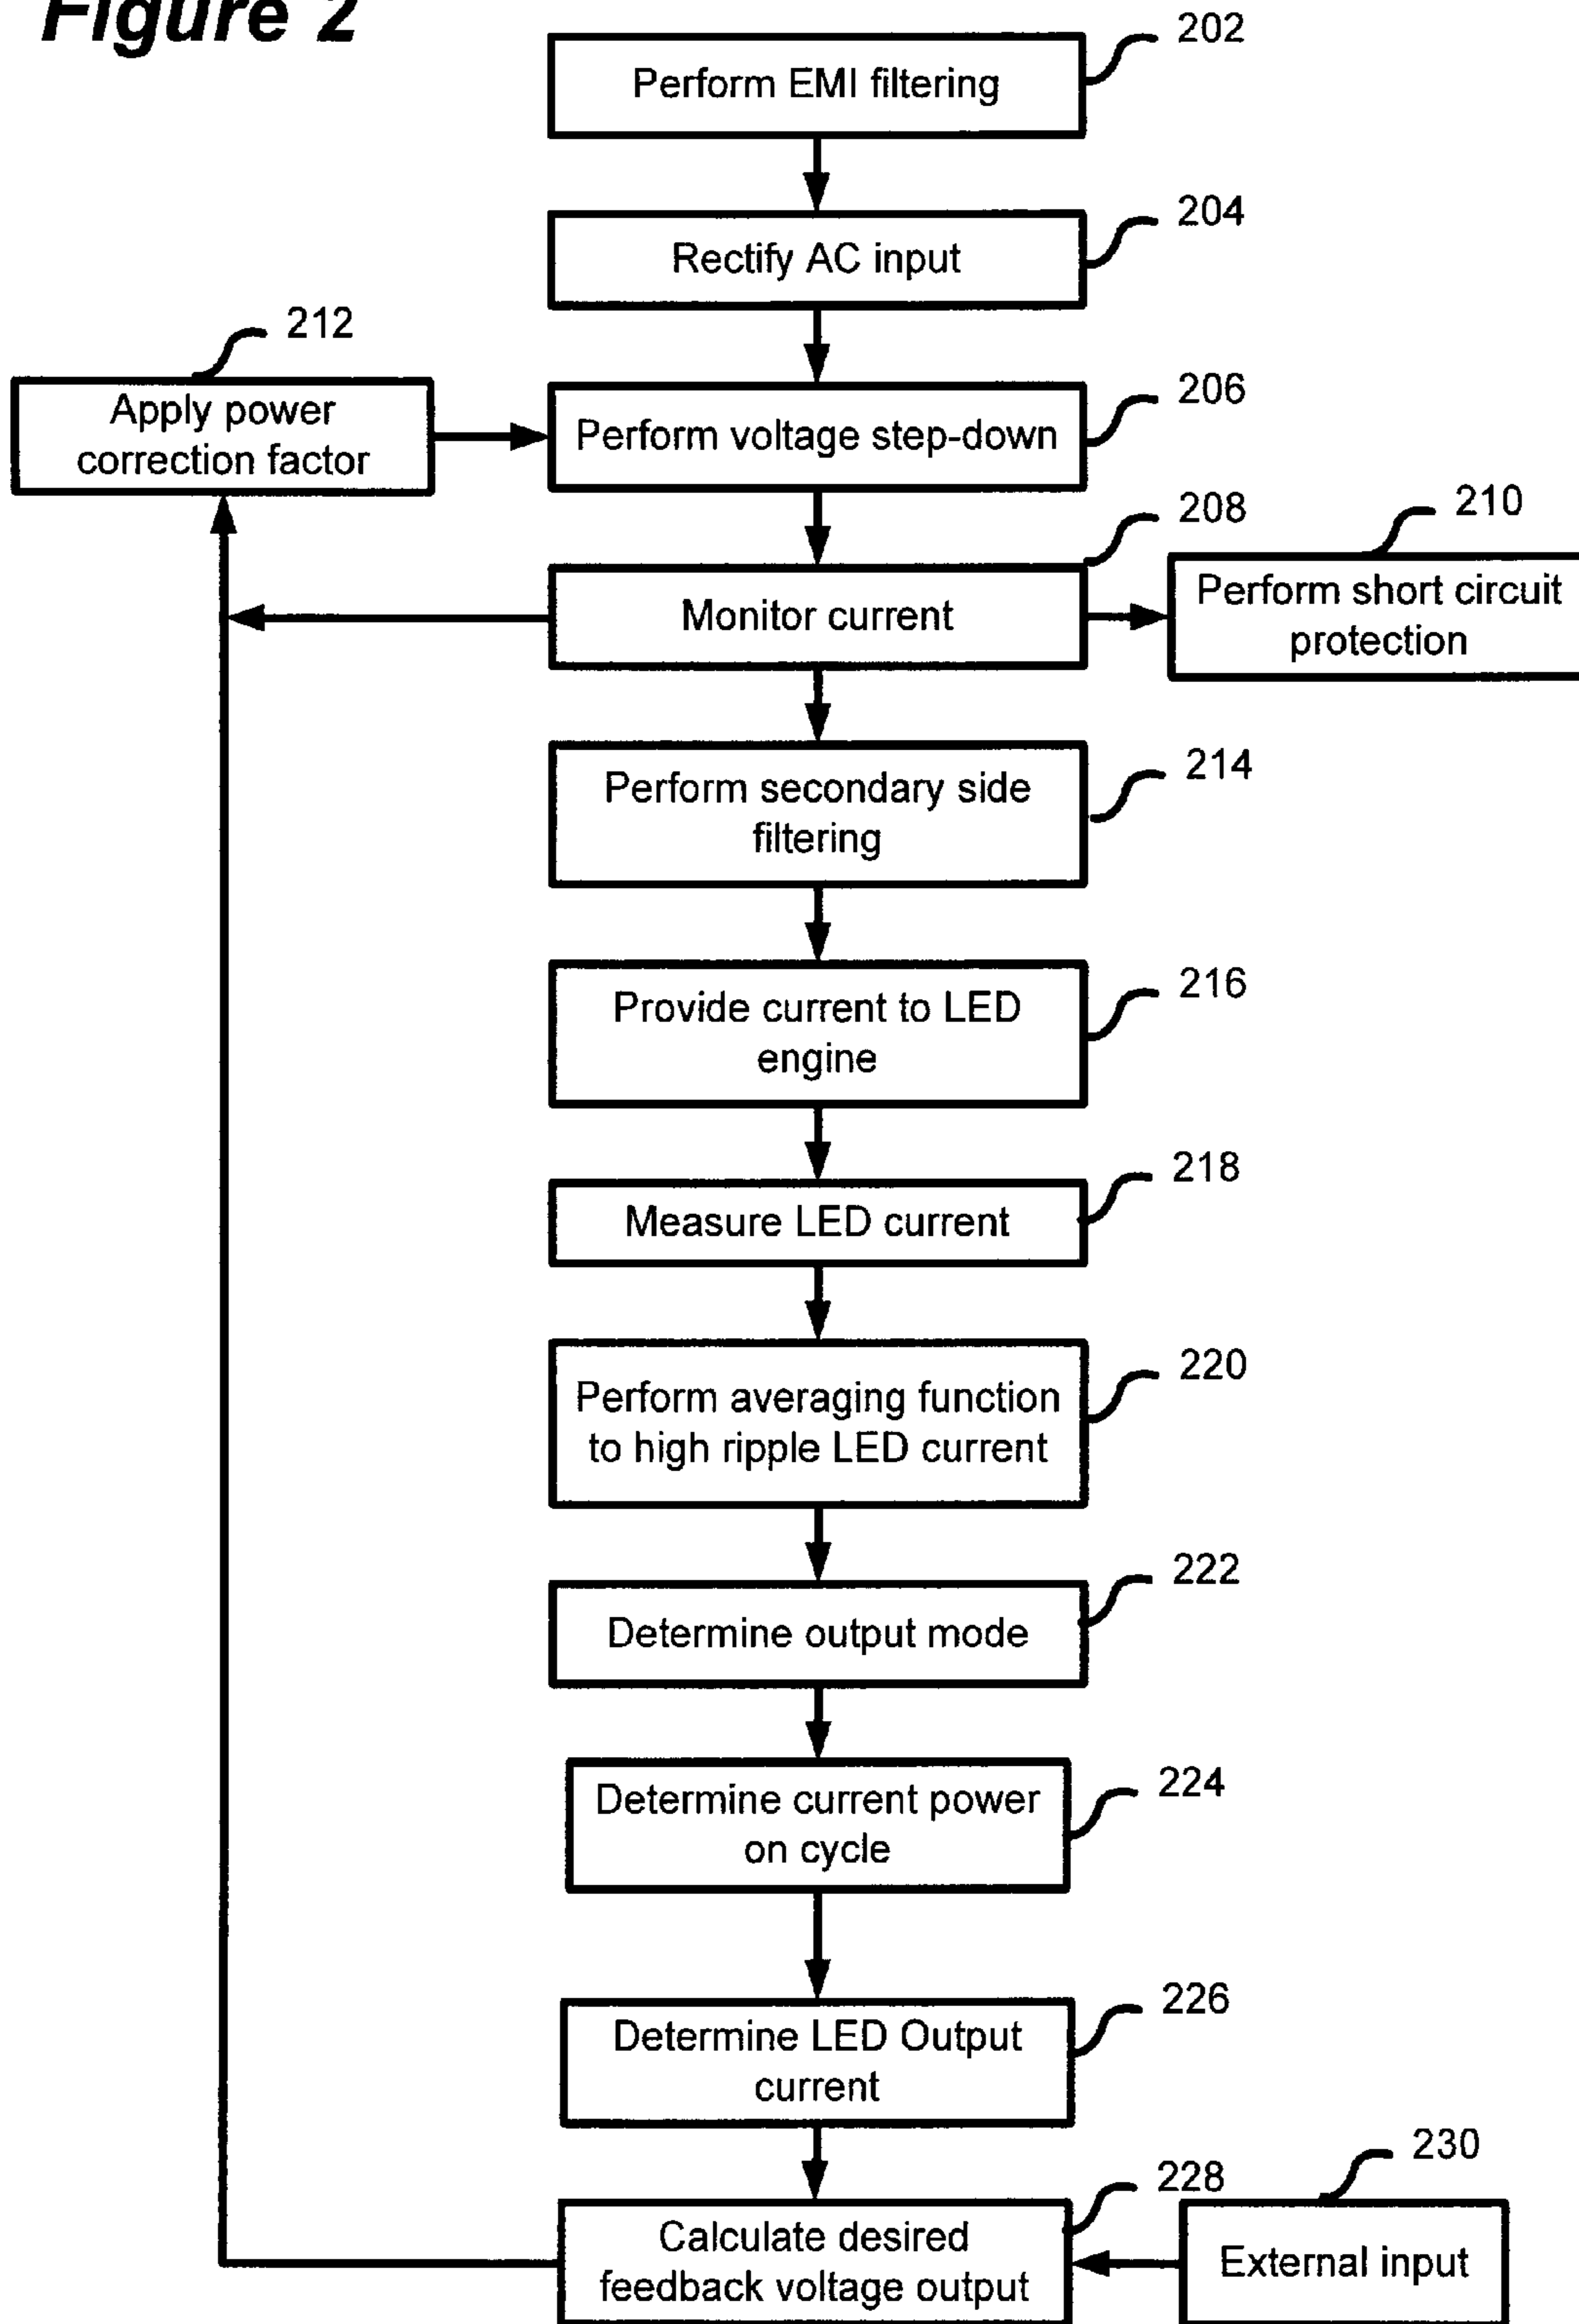 Figure 2
202
Perform EMI filtering
204
Rectify AC input
212
Apply power
correction factor
206
Perform voltage step-down
208
Monitor current
210
Perform short circuit
protection
214
Perform secondary side
filtering
216
Provide current to LED
engine
218
Measure LED current
220
Perform averaging function
to high ripple LED current
222
Determine output mode
224
Determine current power
on cycle
226
Determine LED Output
current
228
Calculate desired
feedback voltage output
230
External input